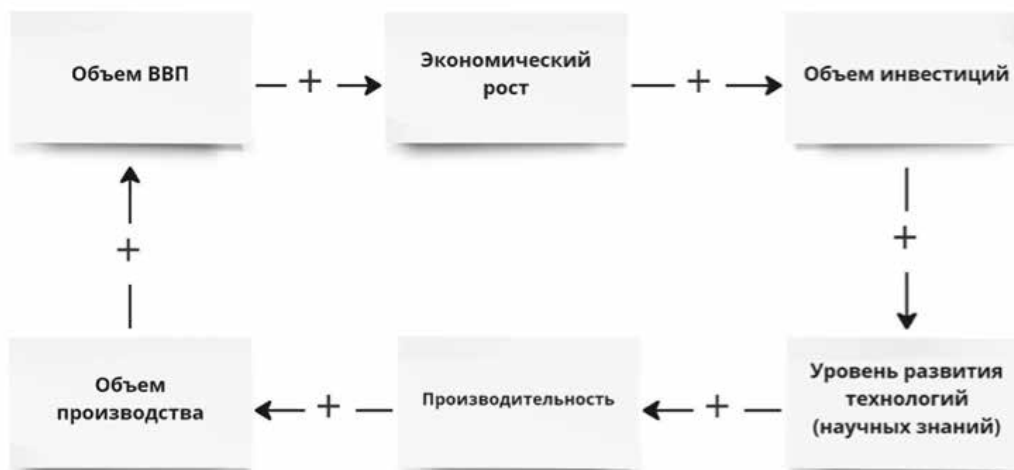 Объем ВВП
+
Экономический
рост
+
Объем инвестиций
+
+
Объем
производства
+
Производительность
+
Уровень развития
технологий
(научных знаний)